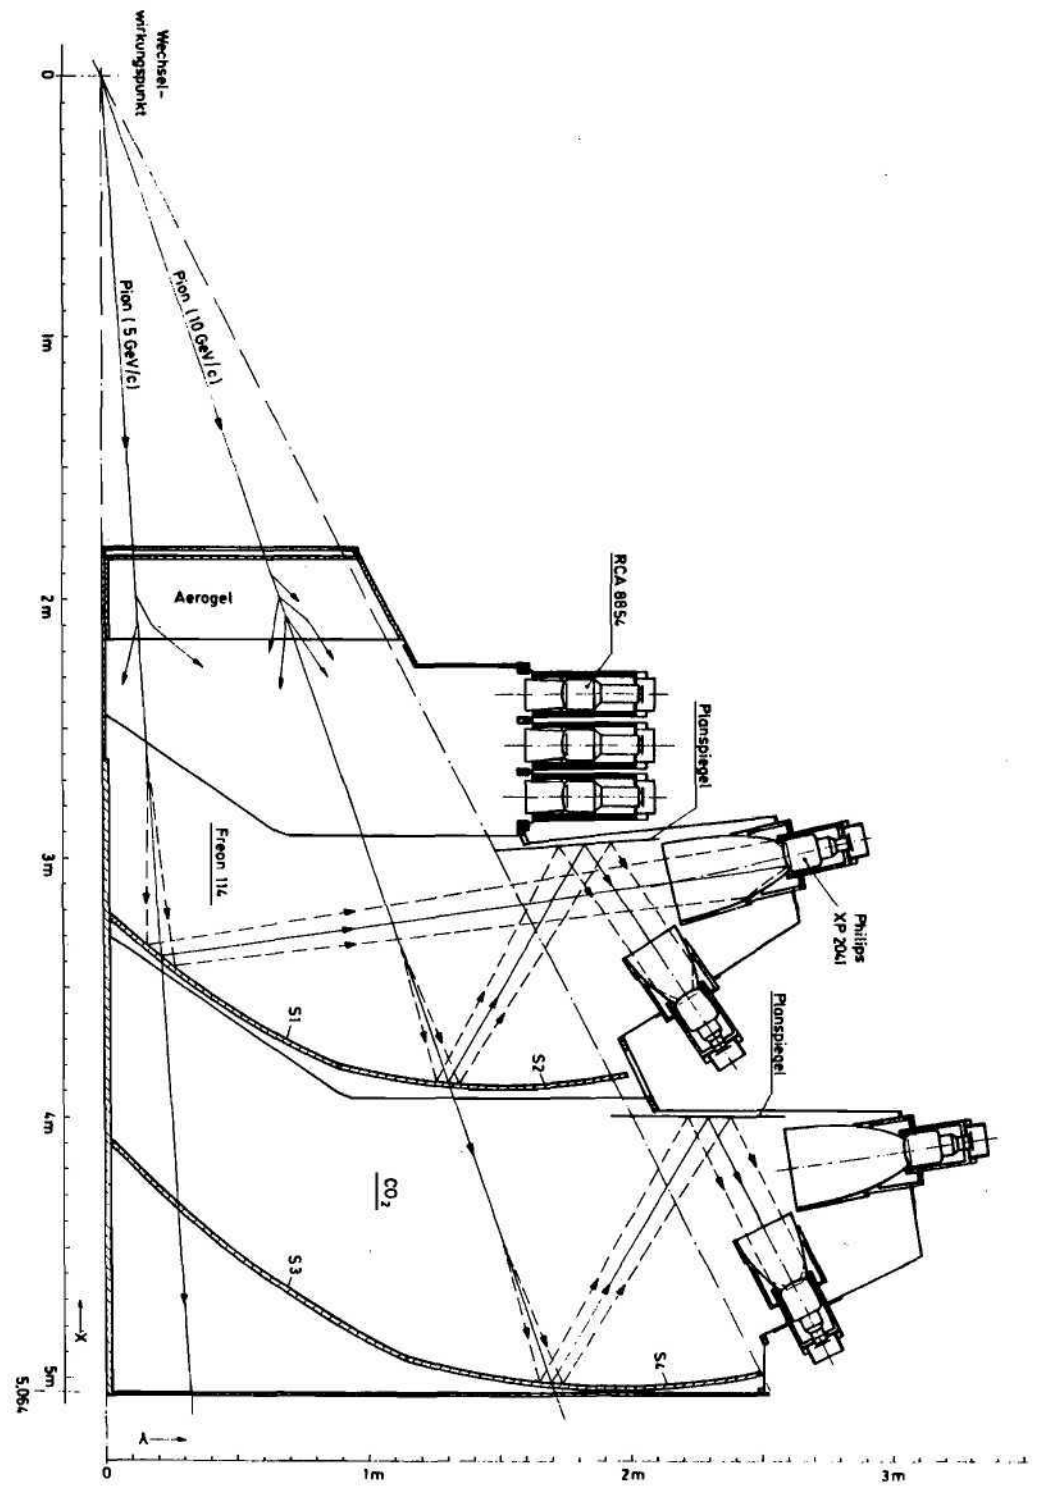 Wechsel-
wirkungspunkt
0
1m
2m
3m
4m
5m
5,064
Pion (10 GeV/c)
Pion (5 GeV/c)
Aerogel
RCA 8854
Planspiegel
Freon 114
Philips
XP 2041
Planspiegel
S1
S2
CO2
S3
S4
X
Y
0
1m
2m
3m